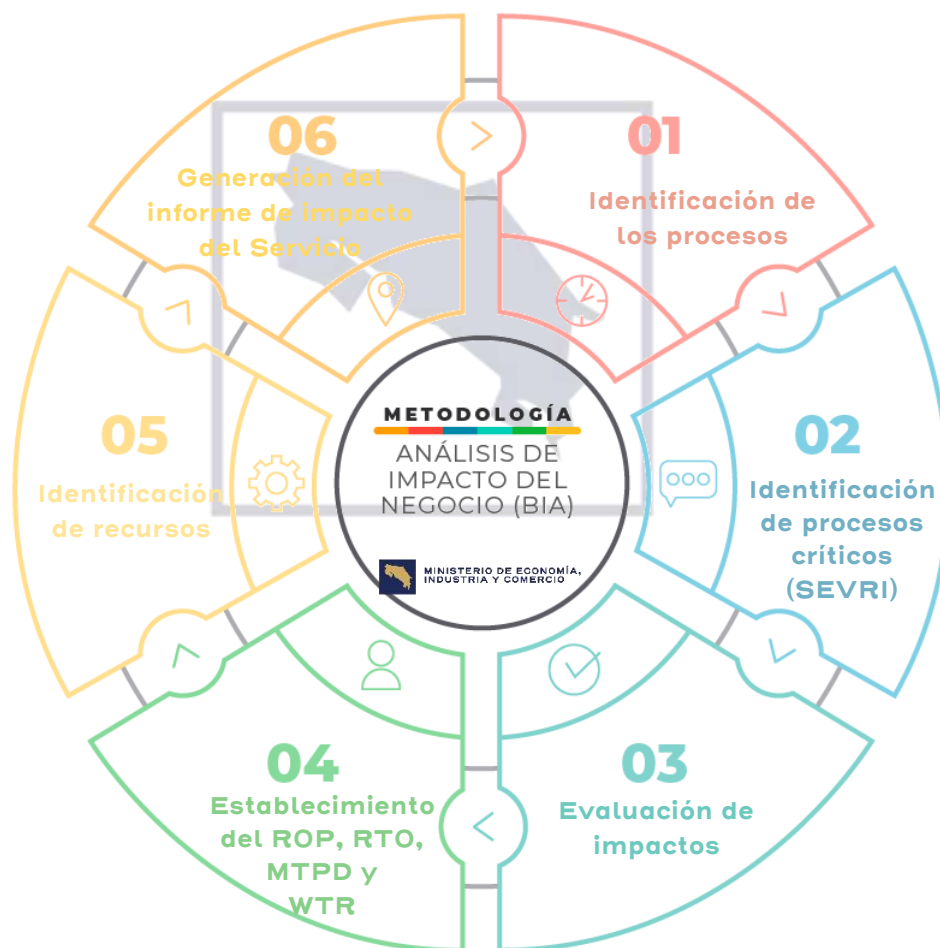 06
Generación del
informe de impacto
del Servicio
01
Identificación de
los procesos
05
Identificación
de recursos
METODOLOGÍA
ANÁLISIS DE
IMPACTO DEL
NEGOCIO (BIA)
MINISTERIO DE ECONOMÍA,
INDUSTRIA Y COMERCIO
02
Identificación
de procesos
críticos
(SEVRI)
04
Establecimiento
del ROP, RTO,
MTPD y
WTR
03
Evaluación de
impactos